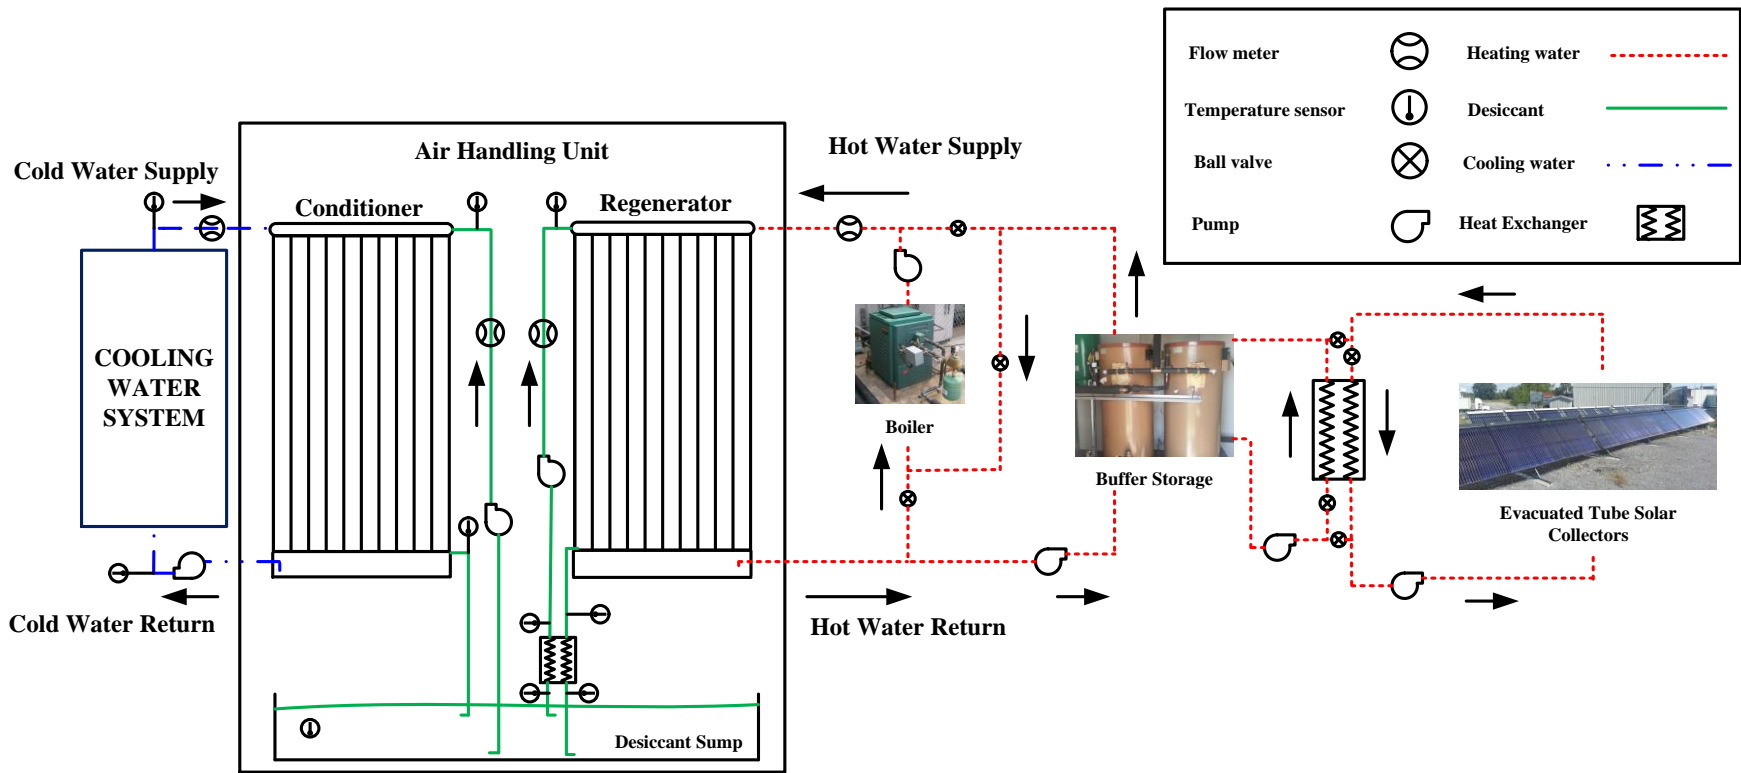 Flow meter
Heating water
Temperature sensor
Desiccant
Ball valve
Cooling water
Pump
Heat Exchanger
Air Handling Unit
Hot Water Supply
Cold Water Supply
Conditioner
Regenerator
COOLING
WATER
SYSTEM
Boiler
Buffer Storage
Evacuated Tube Solar
Collectors
Cold Water Return
Hot Water Return
Desiccant Sump